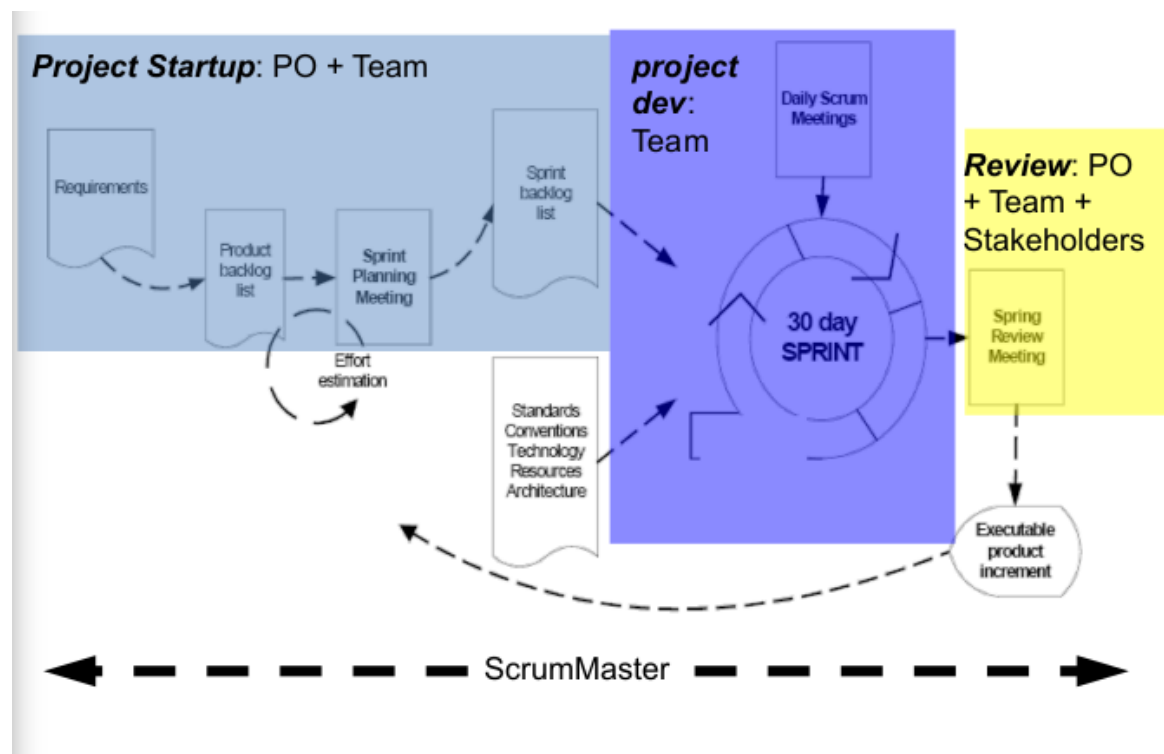 Project Startup: PO + Team
Requirements
Product
backlog
list
Sprint
Planning
Meeting
Effort
estimation
Sprint
backlog
list
Standards
Conventions
Technology
Resources
Architecture
project
dev:
Team
Daily Scrum
Meetings
30 day
SPRINT
Review: PO
+ Team +
Stakeholders
Spring
Review
Meeting
Executable
product
increment
ScrumMaster